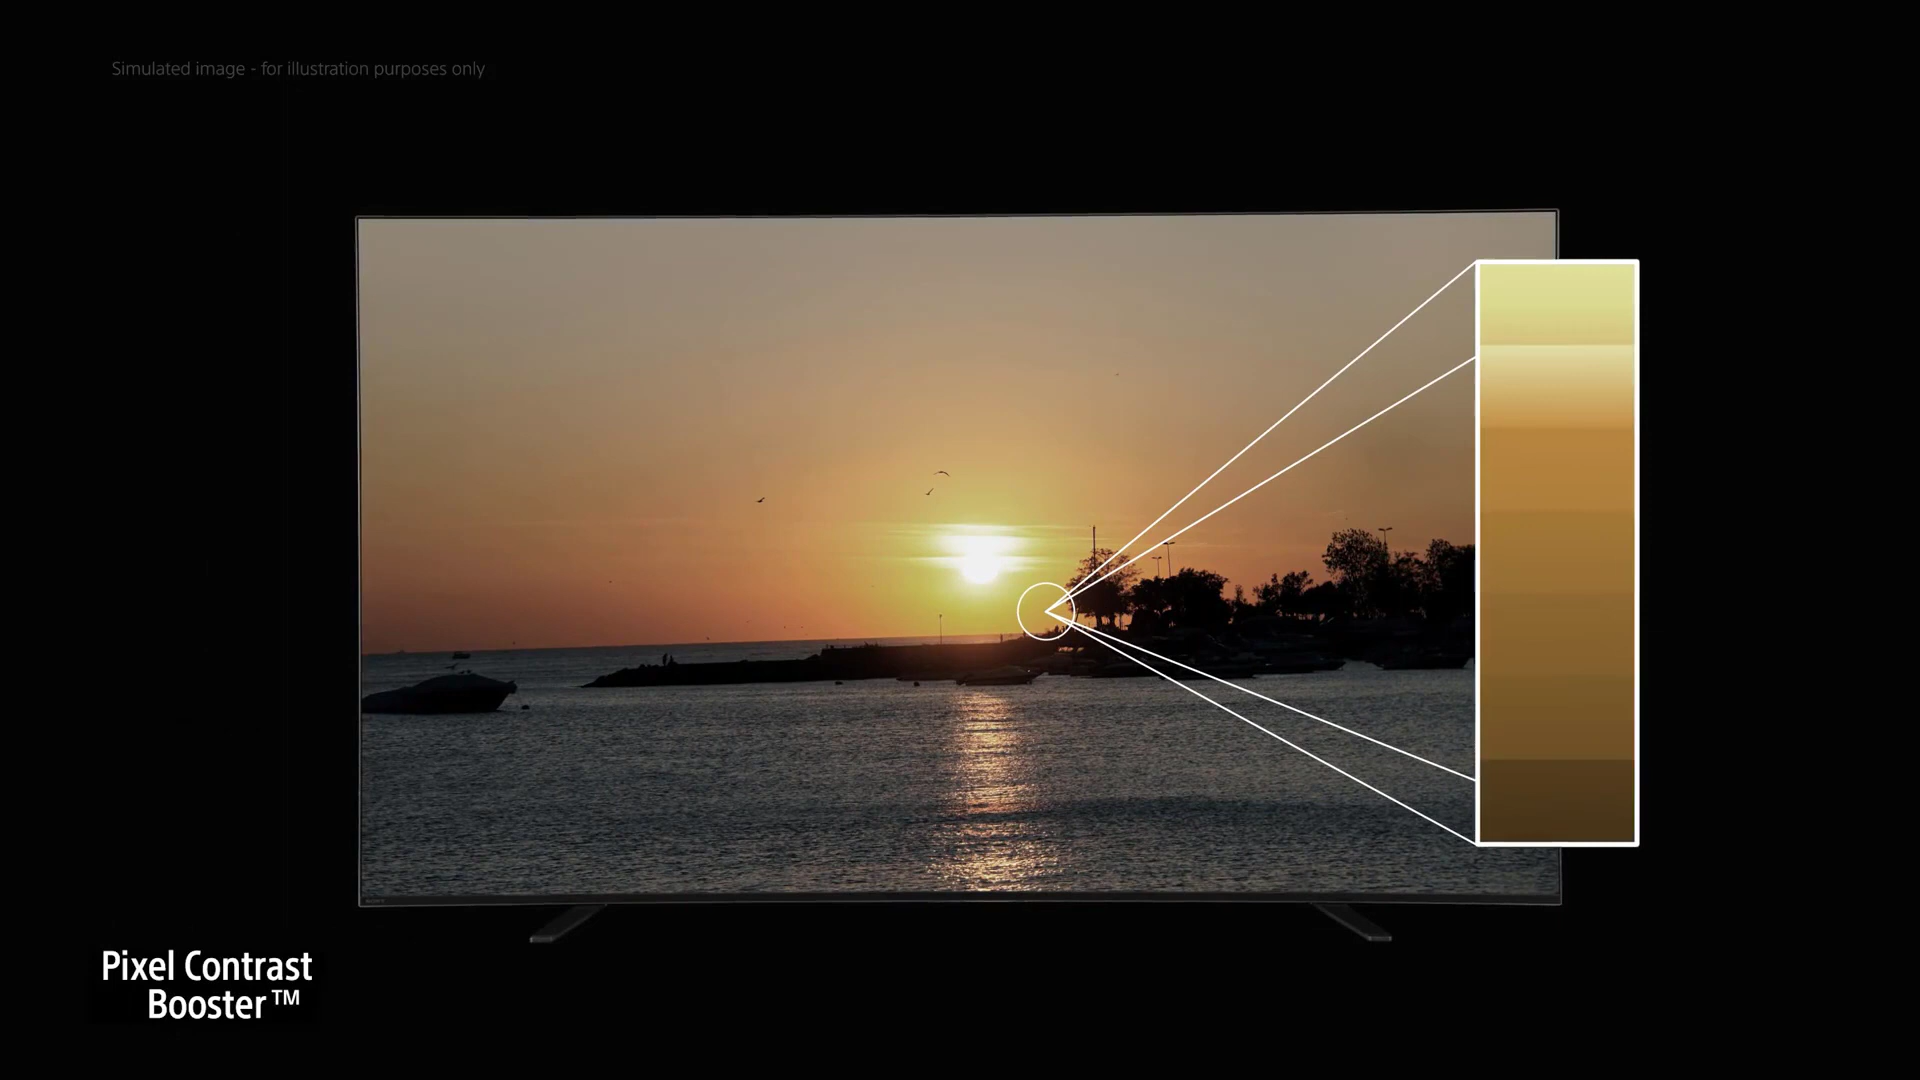 Simulated image - for illustration purposes only
Pixel Contrast
Booster™